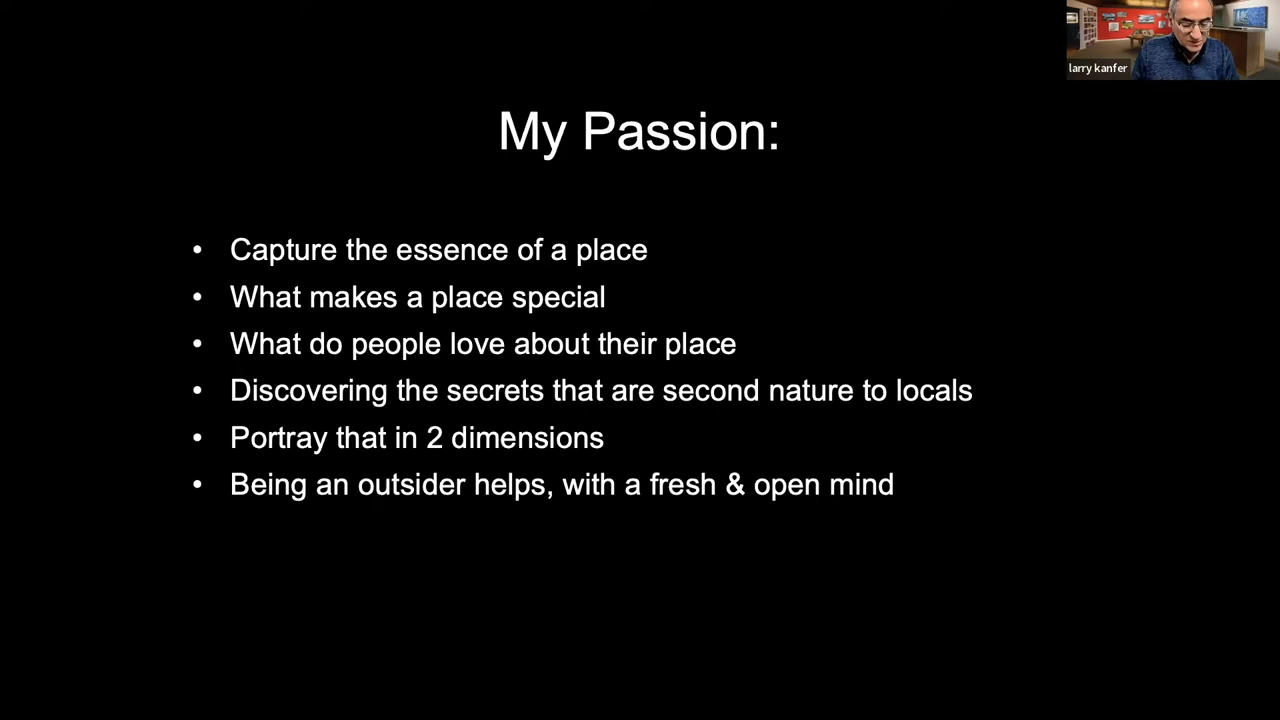 larry kanfer
My Passion:
• Capture the essence of a place
• What makes a place special
• What do people love about their place
• Discovering the secrets that are second nature to locals
• Portray that in 2 dimensions
• Being an outsider helps, with a fresh & open mind